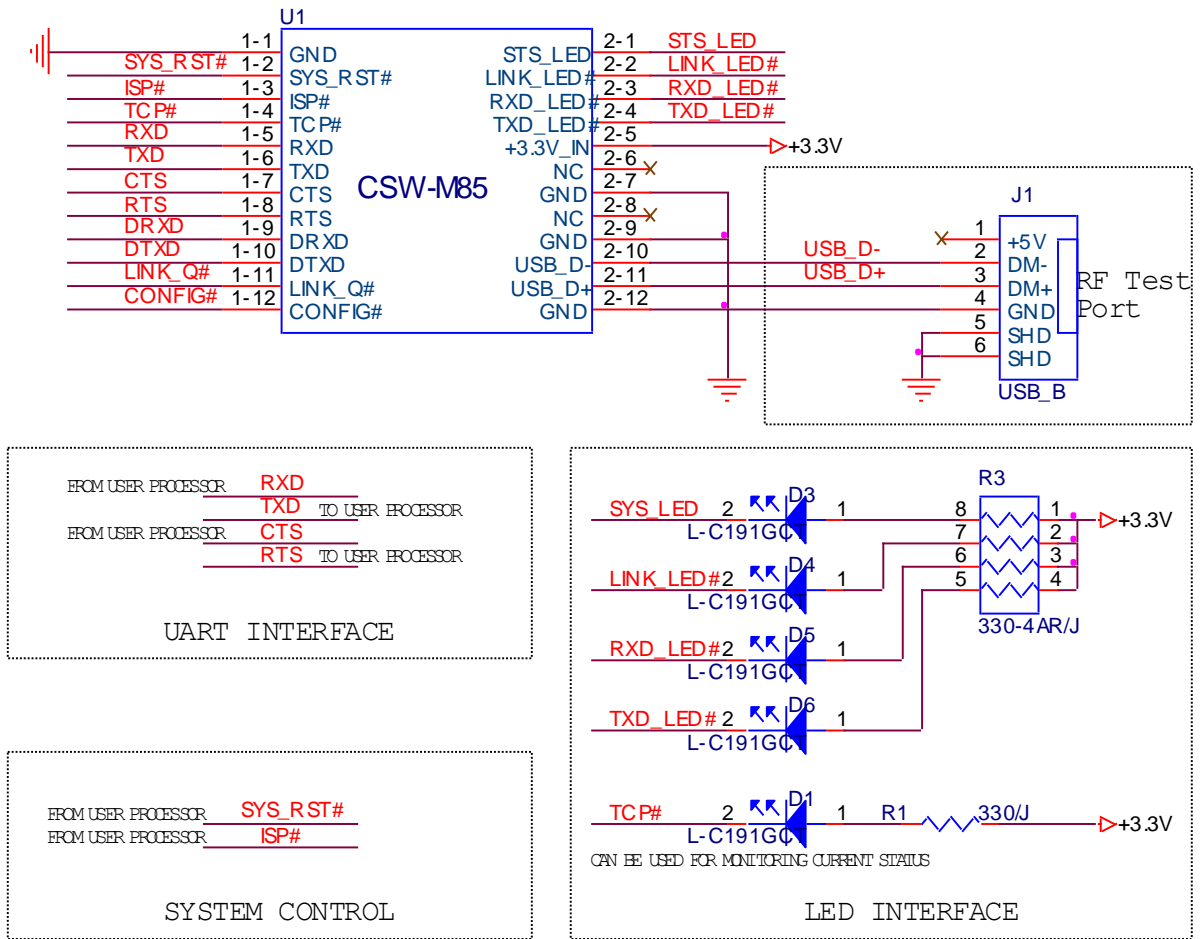 U1
1-1 GND
SYS_RST# 1-2 SYS_RST#
ISP# 1-3 ISP#
TCP# 1-4 TCP#
RXD 1-5 RXD
TXD 1-6 TXD
CTS 1-7 CTS
RTS 1-8 RTS
DRXD 1-9 DRXD
DTXD 1-10 DTXD
LINK_Q# 1-11 LINK_Q#
CONFIG# 1-12 CONFIG#
CSW-M85
STS_LED 2-1 STS_LED
LINK_LED# 2-2 LINK_LED#
RXD_LED# 2-3 RXD_LED#
TXD_LED# 2-4 TXD_LED#
+3.3V_IN 2-5 +3.3V
NC 2-6
GND 2-7
NC 2-8
GND 2-9
USB_D- 2-10 USB_D-
USB_D+ 2-11 USB_D+
GND 2-12
J1
1 +5V
2 DM-
3 DM+
4 GND
5 SHD
6 SHD
USB_B
RF Test
Port
FROM USER PROCESSOR RXD
TXD TO USER PROCESSOR
FROM USER PROCESSOR CTS
RTS TO USER PROCESSOR
UART INTERFACE
FROM USER PROCESSOR SYS_RST#
FROM USER PROCESSOR ISP#
SYSTEM CONTROL
R3
SYS_LED 2 D3 1 8 1 +3.3V
L-C191GCT 7 2
6 3
LINK_LED# 2 D4 1 5 4
L-C191GCT
330-4AR/J
RXD_LED# 2 D5 1
L-C191GCT
TXD_LED# 2 D6 1
L-C191GCT
TCP# 2 D1 1 R1 330/J +3.3V
L-C191GCT
CAN BE USED FOR MONITORING CURRENT STATUS
LED INTERFACE